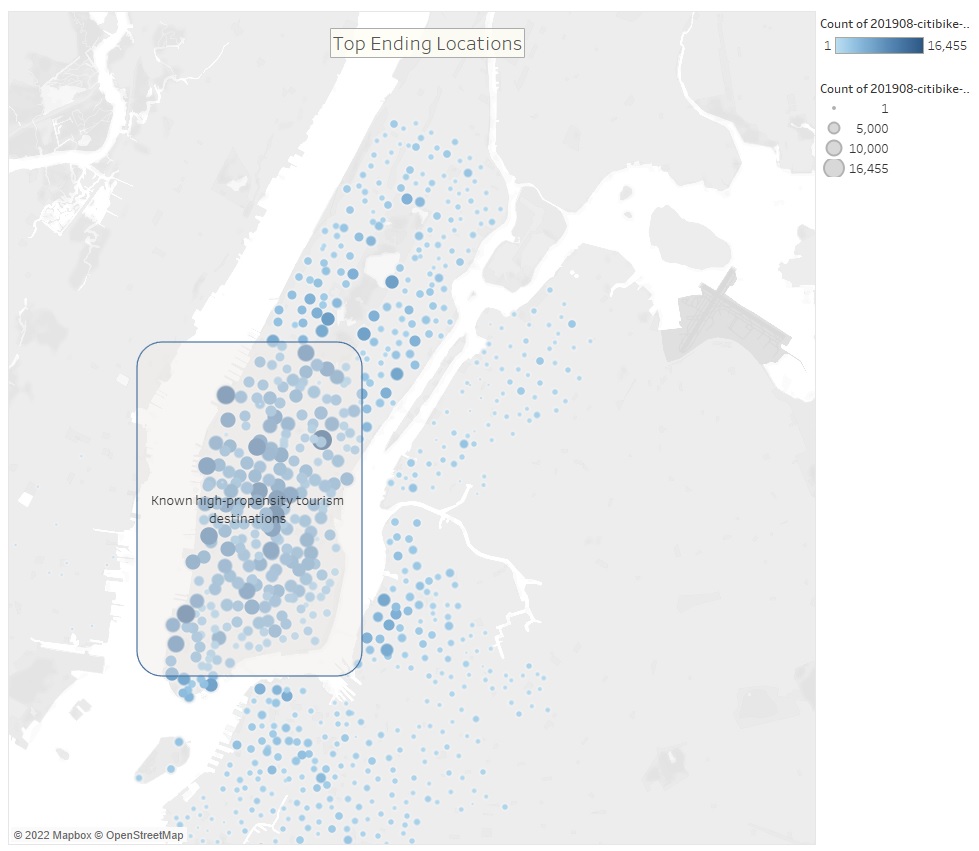 Top Ending Locations
Count of 201908-citibike-..
1 16,455
Count of 201908-citibike-..
1
5,000
10,000
16,455
Known high-propensity tourism
destinations
© 2022 Mapbox © OpenStreetMap